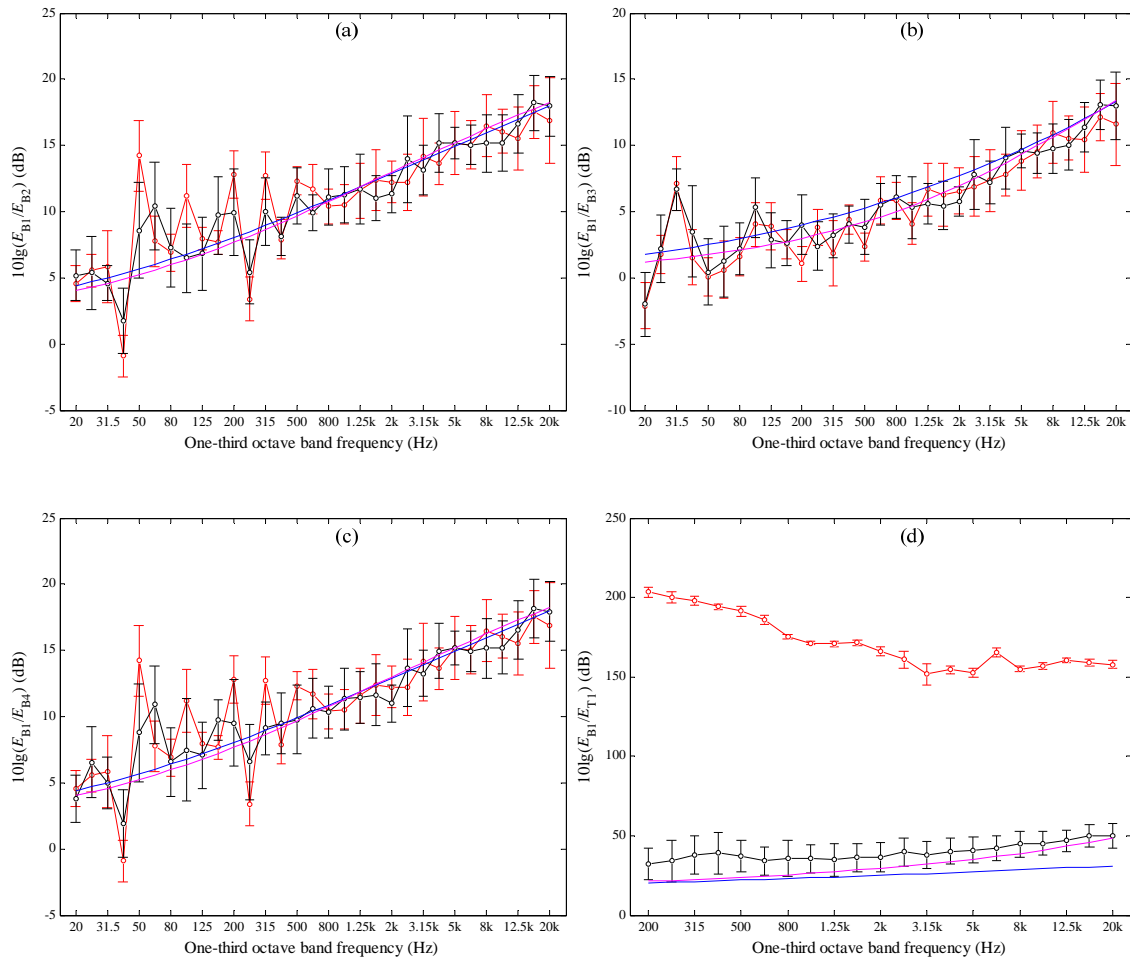 (a)
10lg(E_B1/E_B2) (dB)
25
20
15
10
5
0
-5
20 31.5 50 80 125 200 315 500 800 1.25k 2k 3.15k 5k 8k 12.5k 20k
One-third octave band frequency (Hz)
(b)
10lg(E_B1/E_B3) (dB)
20
15
10
5
0
-5
-10
20 31.5 50 80 125 200 315 500 800 1.25k 2k 3.15k 5k 8k 12.5k 20k
One-third octave band frequency (Hz)
(c)
10lg(E_B1/E_B4) (dB)
25
20
15
10
5
0
-5
20 31.5 50 80 125 200 315 500 800 1.25k 2k 3.15k 5k 8k 12.5k 20k
One-third octave band frequency (Hz)
(d)
10lg(E_B1/E_T1) (dB)
250
200
150
100
50
0
200 315 500 800 1.25k 2k 3.15k 5k 8k 12.5k 20k
One-third octave band frequency (Hz)